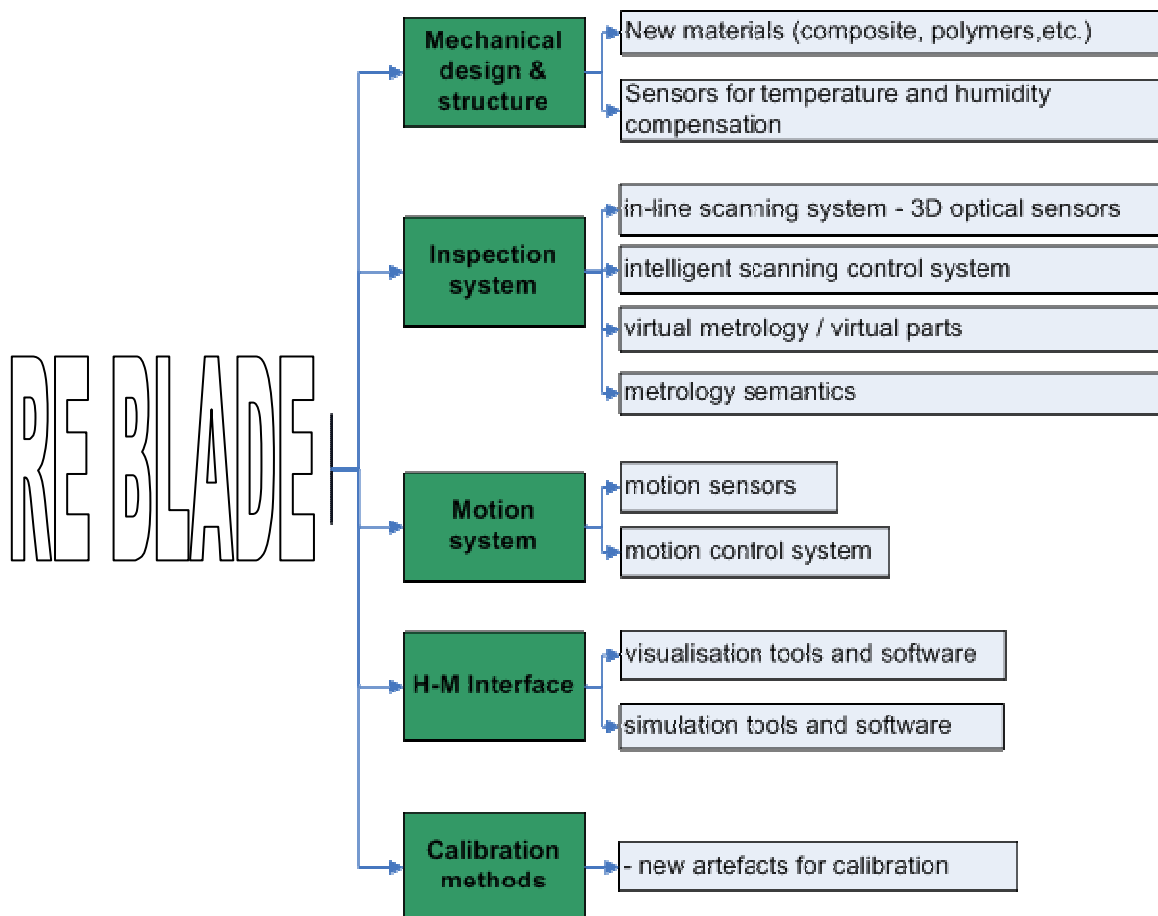 RE BLADE
Mechanical
design &
structure
New materials (composite, polymers,etc.)
Sensors for temperature and humidity
compensation
Inspection
system
in-line scanning system - 3D optical sensors
intelligent scanning control system
virtual metrology / virtual parts
metrology semantics
Motion
system
motion sensors
motion control system
H-M Interface
visualisation tools and software
simulation tools and software
Calibration
methods
- new artefacts for calibration